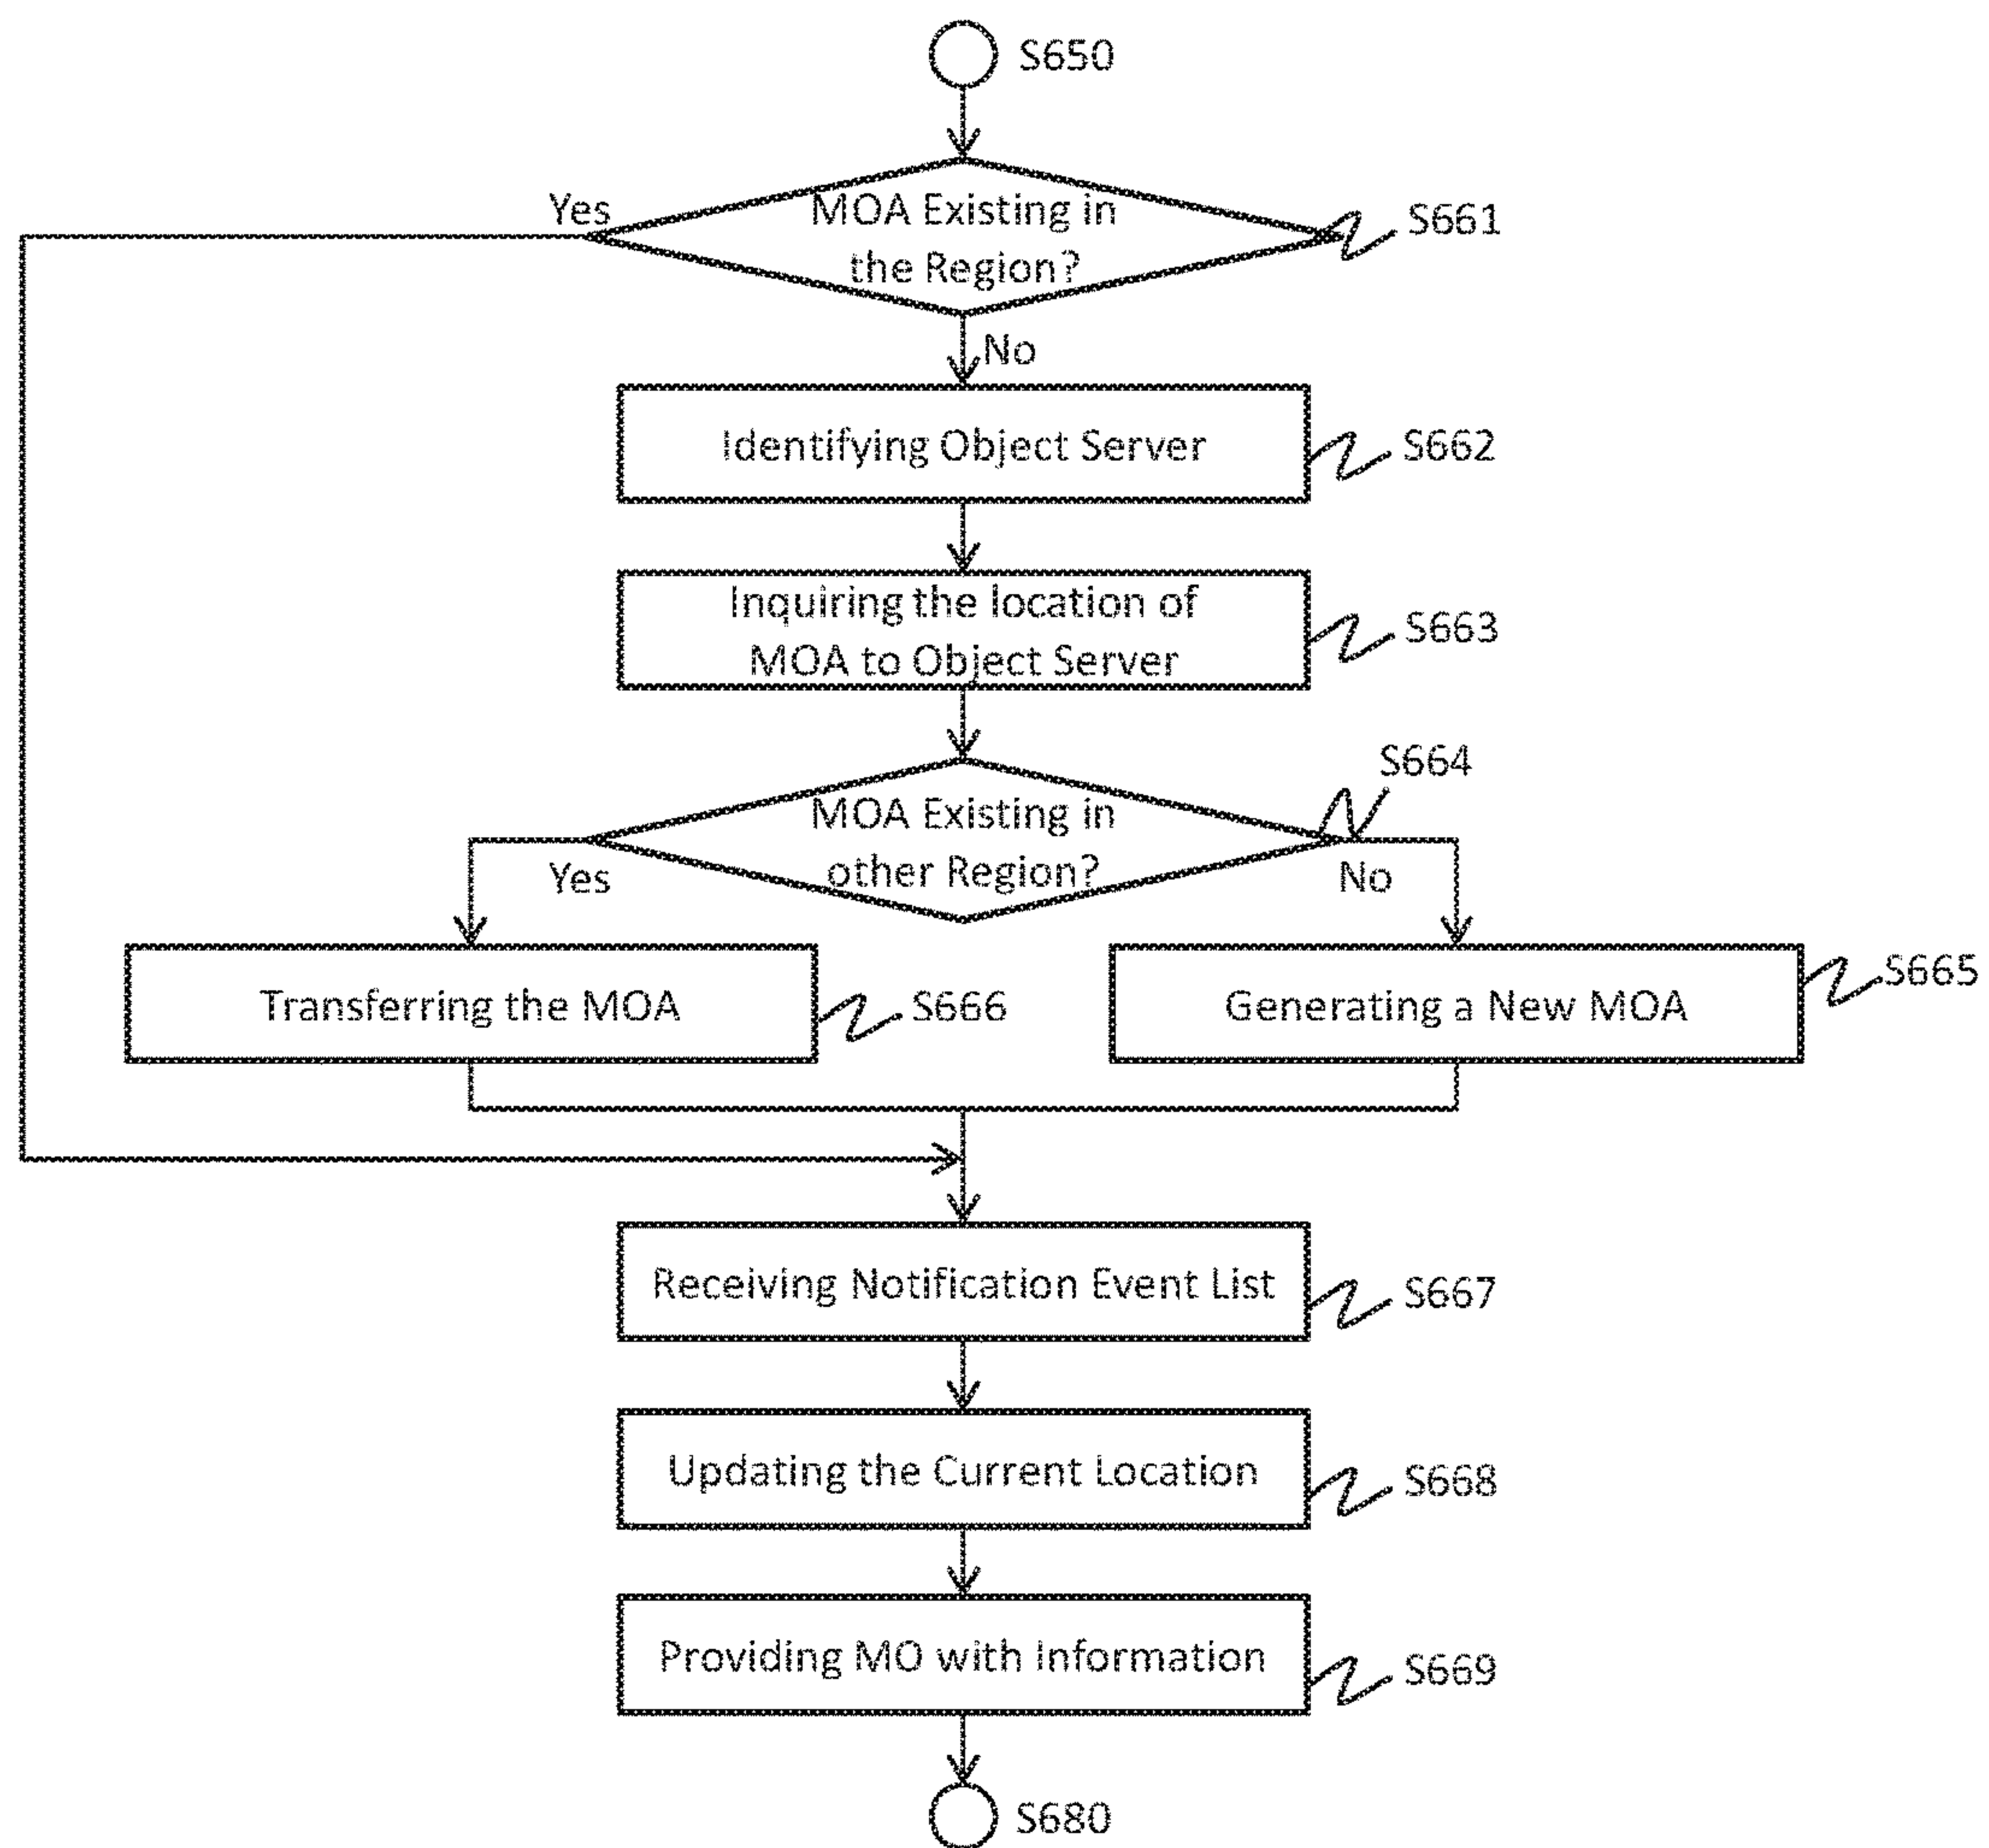 S650
Yes
MOA Existing in
the Region?
S661
No
Identifying Object Server
S662
Inquiring the location of
MOA to Object Server
S663
S664
MOA Existing in
other Region?
Yes
No
Transferring the MOA
S666
Generating a New MOA
S665
Receiving Notification Event List
S667
Updating the Current Location
S668
Providing MO with Information
S669
S680